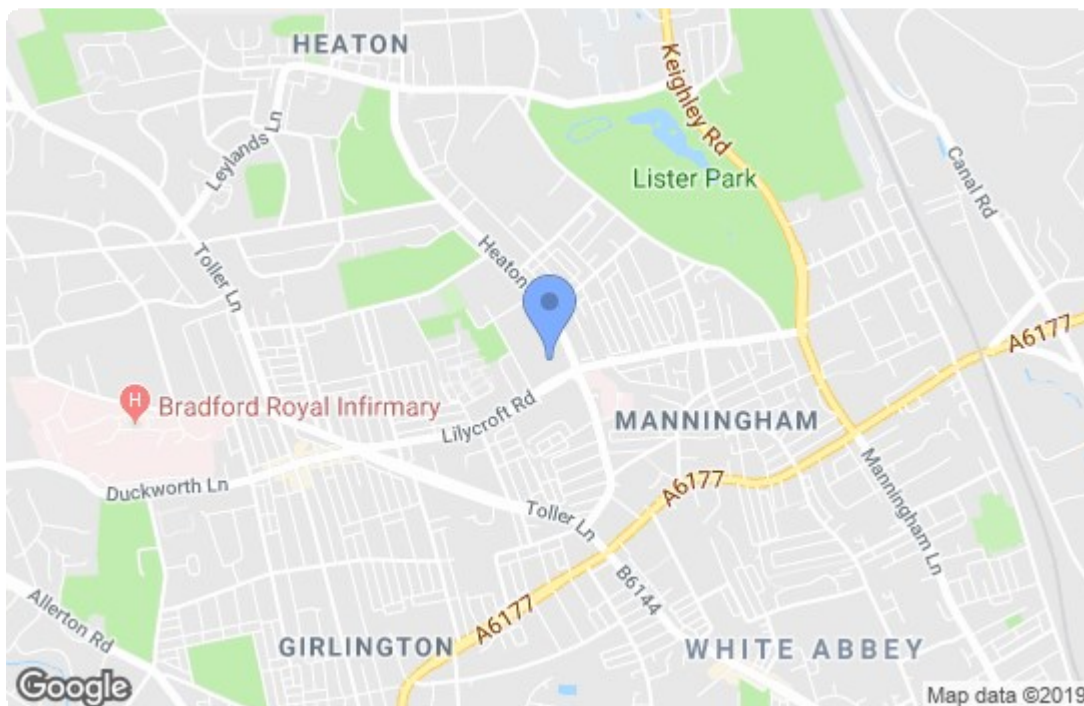 HEATON
Keighley Rd
Leylands Ln
Canal Rd
Lister Park
Toller Ln
Heaton
A6177
H
Bradford Royal Infirmary
Lilycroft Rd
MANNINGHAM
Duckworth Ln
A6177
Manningham Ln
Toller Ln
B6144
Allerton Rd
A6177
GIRLINGTON
WHITE ABBEY
Google
Map data ©2019